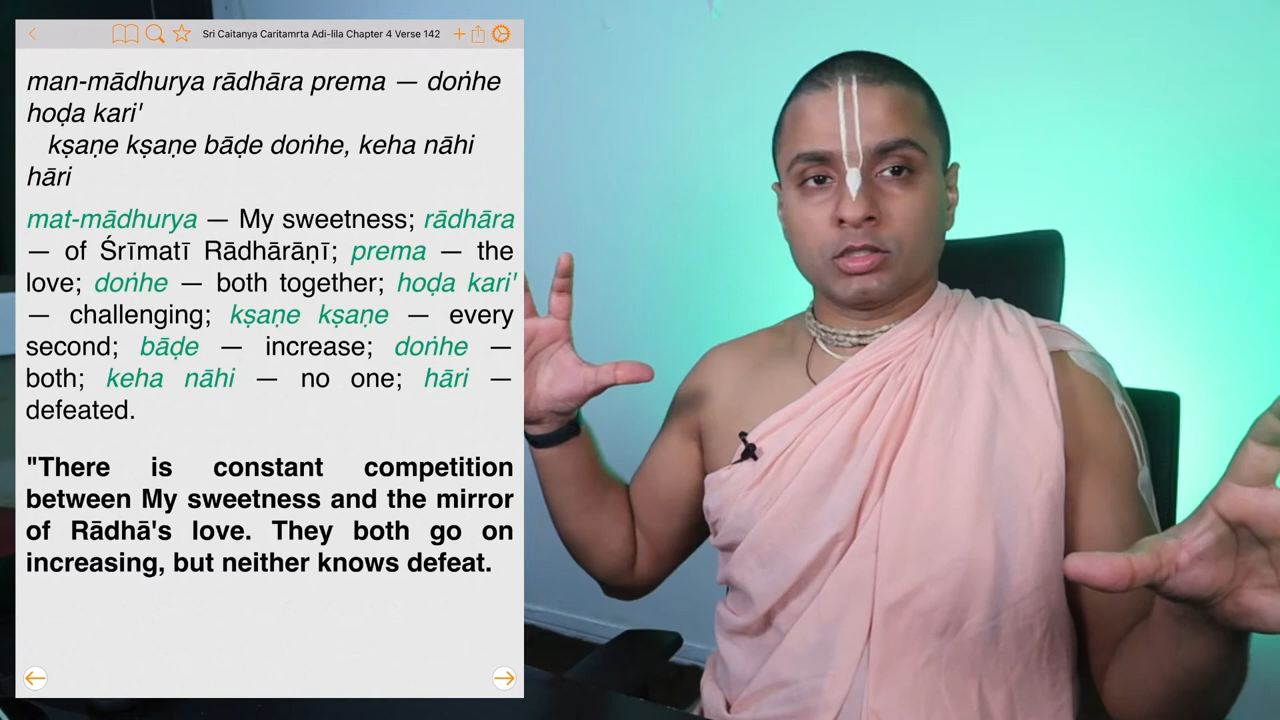 Sri Caitanya Caritamrta Adi-lila Chapter 4 Verse 142
man-mādhurya rādhāra prema — doṅhe
hoḍa kari'
kṣaṇe kṣaṇe bāḍe doṅhe, keha nāhi
hāri
mat-mādhurya — My sweetness; rādhāra
— of Śrīmatī Rādhārāṇī; prema — the
love; doṅhe — both together; hoḍa kari'
— challenging; kṣaṇe kṣaṇe — every
second; bāḍe — increase; doṅhe —
both; keha nāhi — no one; hāri —
defeated.
"There is constant competition
between My sweetness and the mirror
of Rādhā's love. They both go on
increasing, but neither knows defeat.